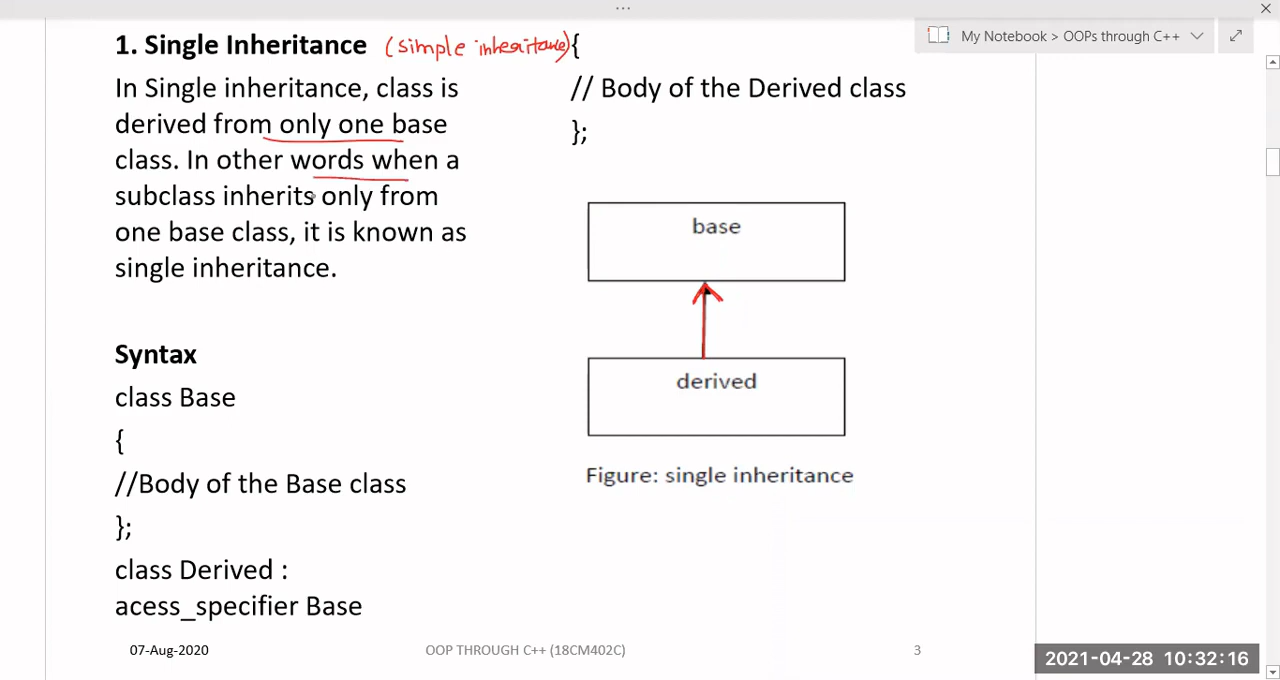 My Notebook > OOPs through C++
1. Single Inheritance (simple inheritance)
In Single inheritance, class is
derived from only one base
class. In other words when a
subclass inherits only from
one base class, it is known as
single inheritance.
Syntax
class Base
{
//Body of the Base class
};
class Derived :
acess_specifier Base
{
// Body of the Derived class
};
base
derived
Figure: single inheritance
07-Aug-2020
OOP THROUGH C++ (18CM402C)
3
2021-04-28 10:32:16